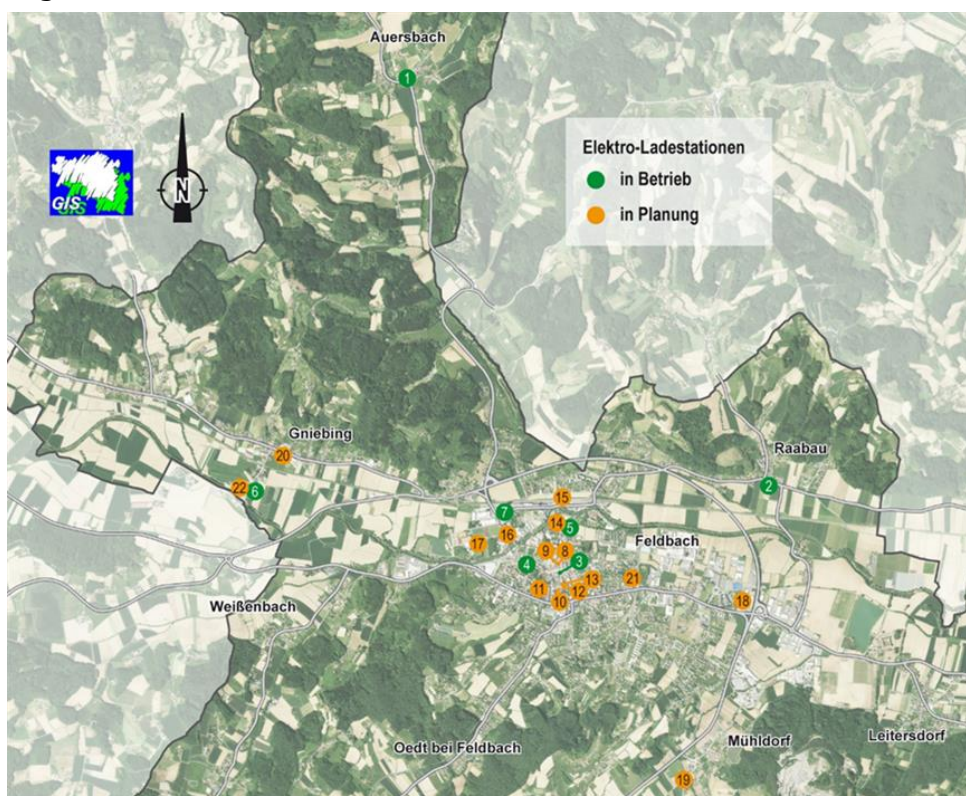 Auersbach
1
Elektro-Ladestationen
in Betrieb
in Planung
GIS
GIS
N
Raabau
Gniebing
20
2
22
6
15
7
14
5
16
17
Feldbach
9
8
4
3
21
13
11
12
10
18
Weißenbach
Oedt bei Feldbach
Mühldorf
Leitersdorf
19